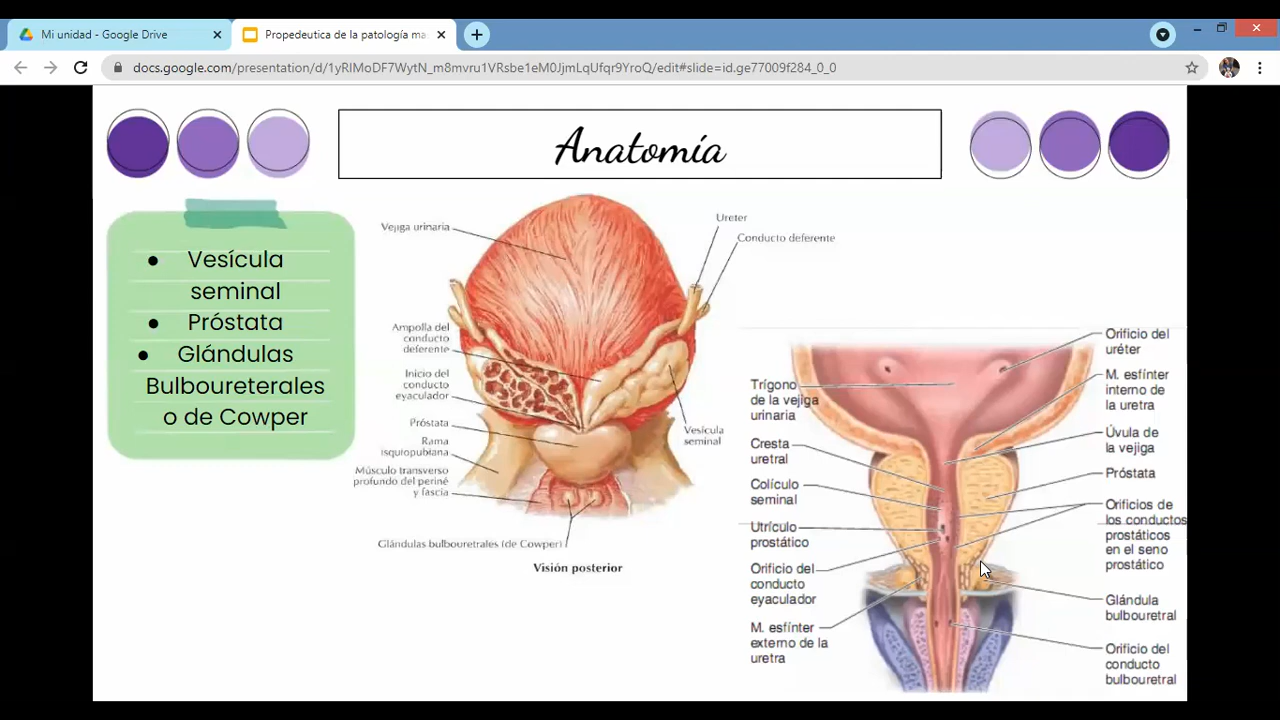 Mi unidad - Google Drive
Propedeutica de la patología ma
docs.google.com/presentation/d/1yRlMoDF7WytN_m8mvru1VRsbe1eM0JjmLqUfqr9YroQ/edit#slide=id.ge77009f284_0_0
Anatomía
● Vesícula
seminal
● Próstata
● Glándulas
Bulboureterales
o de Cowper
Vejiga urinaria
Ureter
Conducto deferente
Ampolla del
conducto
deferente
Inicio del
conducto
eyaculador
Próstata
Rama
isquiopubiana
Músculo transverso
profundo del periné
y fascia
Vesícula
seminal
Glándulas bulbouretrales (de Cowper)
Visión posterior
Trígono
de la vejiga
urinaria
Cresta
uretral
Colículo
seminal
Utrículo
prostático
Orificio del
conducto
eyaculador
M. esfínter
externo de la
uretra
Orificio del
uréter
M. esfínter
interno de
la uretra
Úvula de
la vejiga
Próstata
Orificios de
los conductos
prostáticos
en el seno
prostático
Glándula
bulbouretral
Orificio del
conducto
bulbouretral